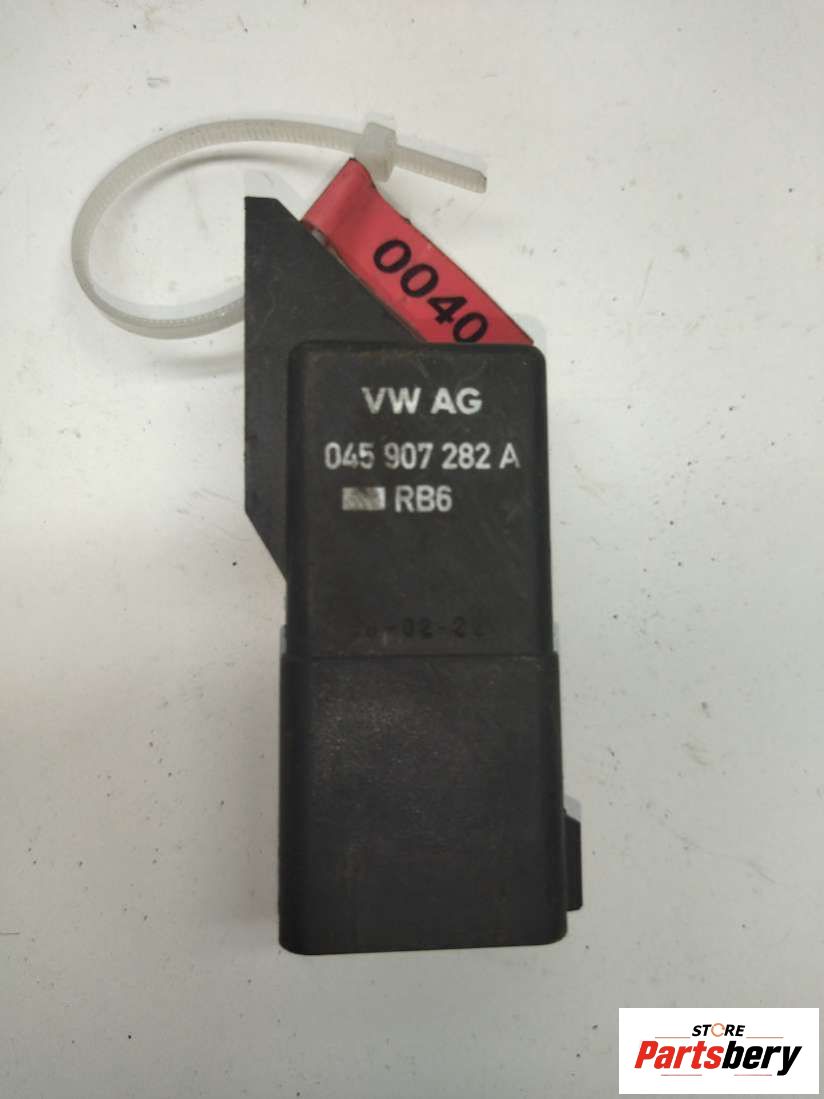 0040
VW AG
045 907 282 A
RB6
STORE
Partsbery